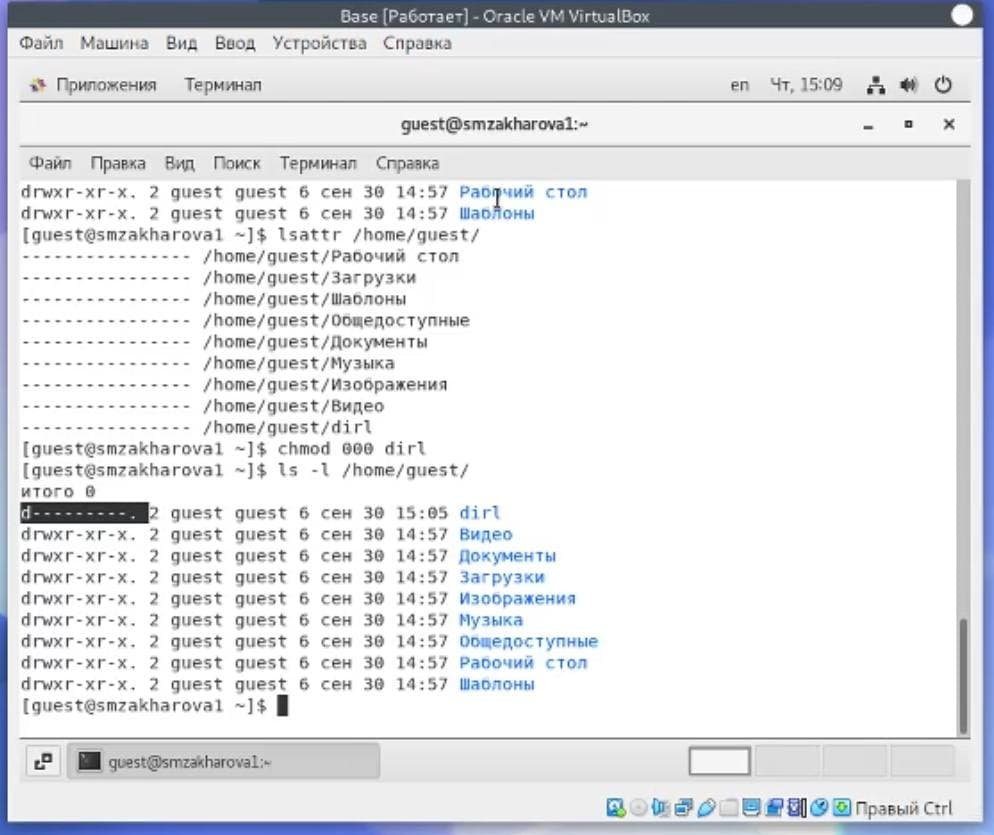 Base [Работает] - Oracle VM VirtualBox
Файл Машина Вид Ввод Устройства Справка
Приложения Терминал en Чт, 15:09
guest@smzakharova1:~
Файл Правка Вид Поиск Терминал Справка
drwxr-xr-x. 2 guest guest 6 сен 30 14:57 Рабочий стол
drwxr-xr-x. 2 guest guest 6 сен 30 14:57 Шаблоны
[guest@smzakharova1 ~]$ lsattr /home/guest/
---------------- /home/guest/Рабочий стол
---------------- /home/guest/Загрузки
---------------- /home/guest/Шаблоны
---------------- /home/guest/Общедоступные
---------------- /home/guest/Документы
---------------- /home/guest/Музыка
---------------- /home/guest/Изображения
---------------- /home/guest/Видео
---------------- /home/guest/dirl
[guest@smzakharova1 ~]$ chmod 000 dirl
[guest@smzakharova1 ~]$ ls -l /home/guest/
итого 0
d---------. 2 guest guest 6 сен 30 15:05 dirl
drwxr-xr-x. 2 guest guest 6 сен 30 14:57 Видео
drwxr-xr-x. 2 guest guest 6 сен 30 14:57 Документы
drwxr-xr-x. 2 guest guest 6 сен 30 14:57 Загрузки
drwxr-xr-x. 2 guest guest 6 сен 30 14:57 Изображения
drwxr-xr-x. 2 guest guest 6 сен 30 14:57 Музыка
drwxr-xr-x. 2 guest guest 6 сен 30 14:57 Общедоступные
drwxr-xr-x. 2 guest guest 6 сен 30 14:57 Рабочий стол
drwxr-xr-x. 2 guest guest 6 сен 30 14:57 Шаблоны
[guest@smzakharova1 ~]$
guest@smzakharova1:~
Правый Ctrl